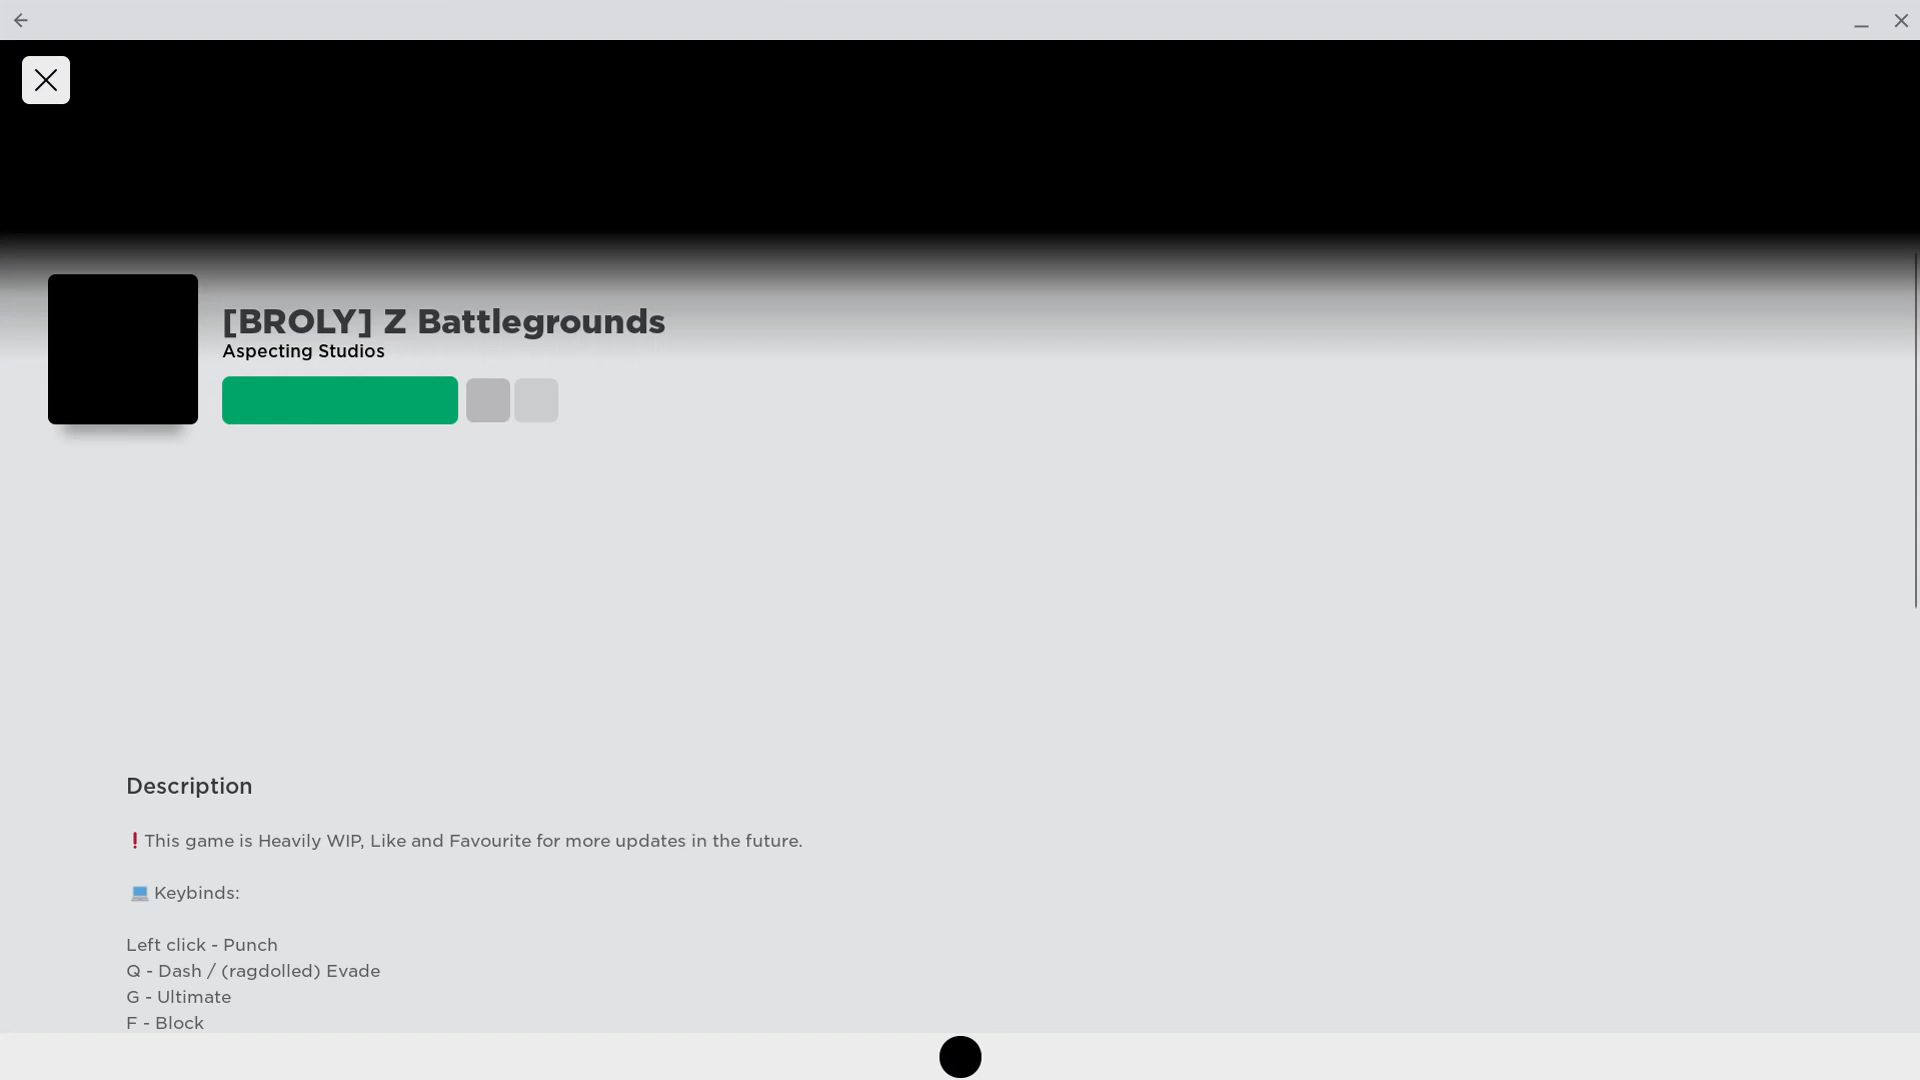 [BROLY] Z Battlegrounds
Aspecting Studios
Description
❗This game is Heavily WIP, Like and Favourite for more updates in the future.
💻 Keybinds:
Left click - Punch
Q - Dash / (ragdolled) Evade
G - Ultimate
F - Block